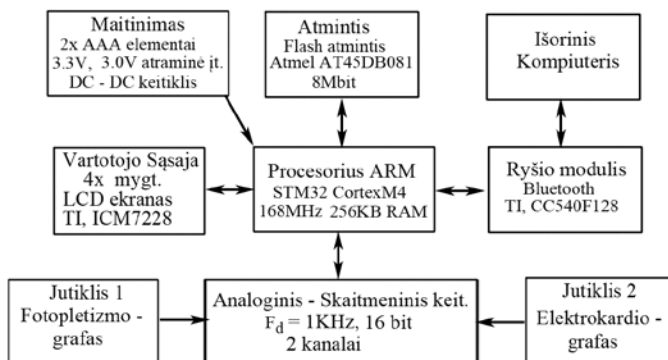 Maitinimas
2x AAA elementai
3.3V, 3.0V atraminė įt.
DC - DC keitiklis
Atmintis
Flash atmintis
Atmel AT45DB081
8Mbit
Išorinis
Kompiuteris
Vartotojo Sąsaja
4x mygt.
LCD ekranas
TI, ICM7228
Procesorius ARM
STM32 CortexM4
168MHz 256KB RAM
Ryšio modulis
Bluetooth
TI, CC540F128
Jutiklis 1
Fotopletizmo -
grafas
Analoginis - Skaitmeninis keit.
Fd = 1KHz, 16 bit
2 kanalai
Jutiklis 2
Elektrokardio -
grafas